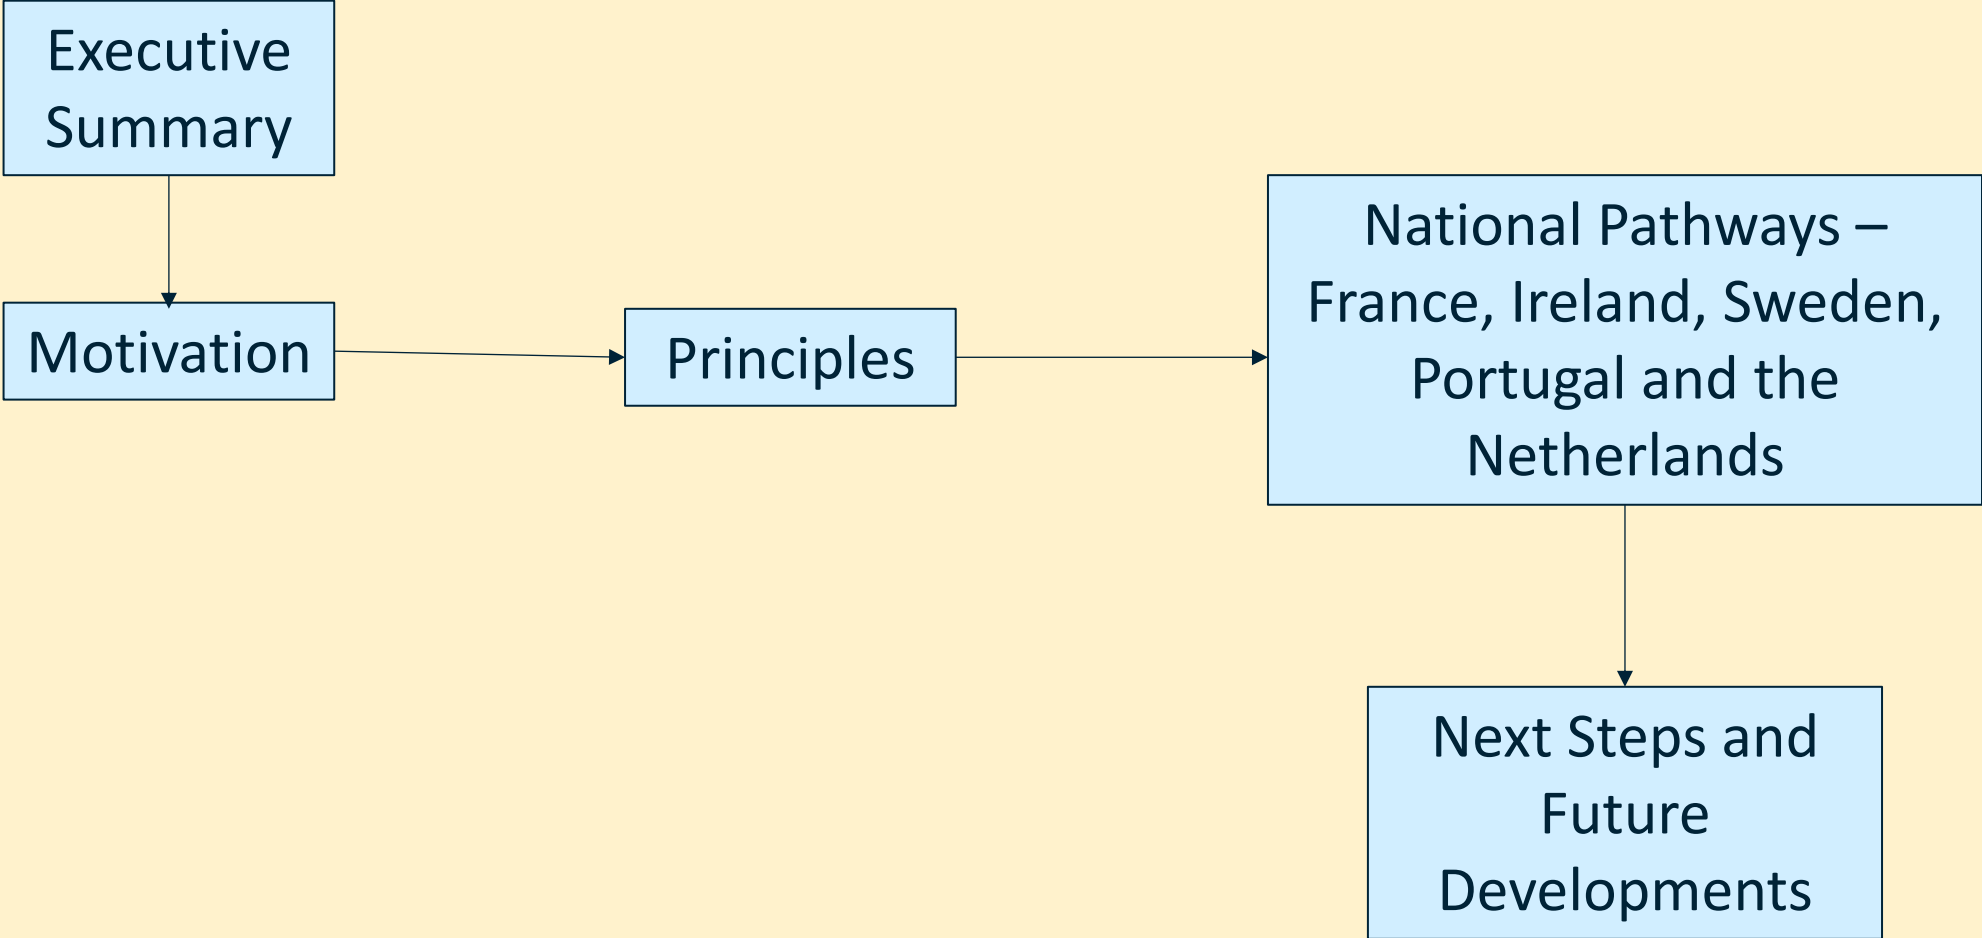 Executive
Summary
Motivation
Principles
National Pathways –
France, Ireland, Sweden,
Portugal and the
Netherlands
Next Steps and
Future
Developments